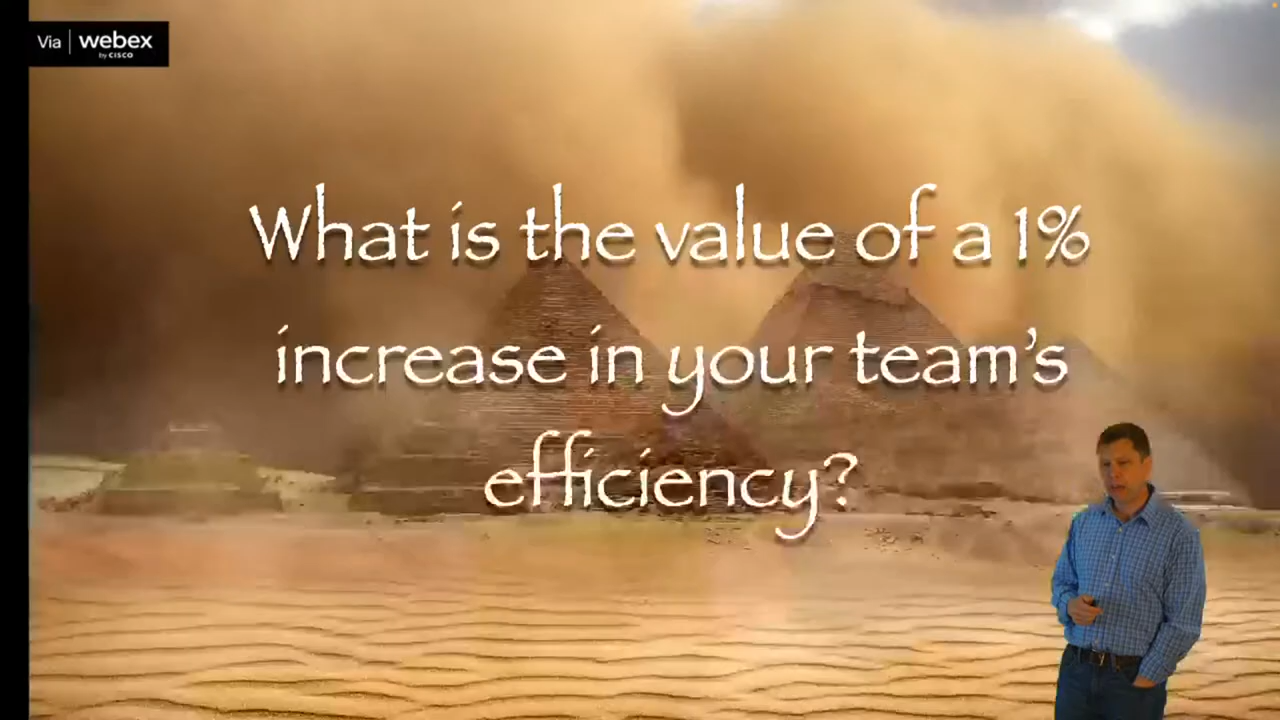 Via | webex
by CISCO
What is the value of a 1%
increase in your team's
efficiency?